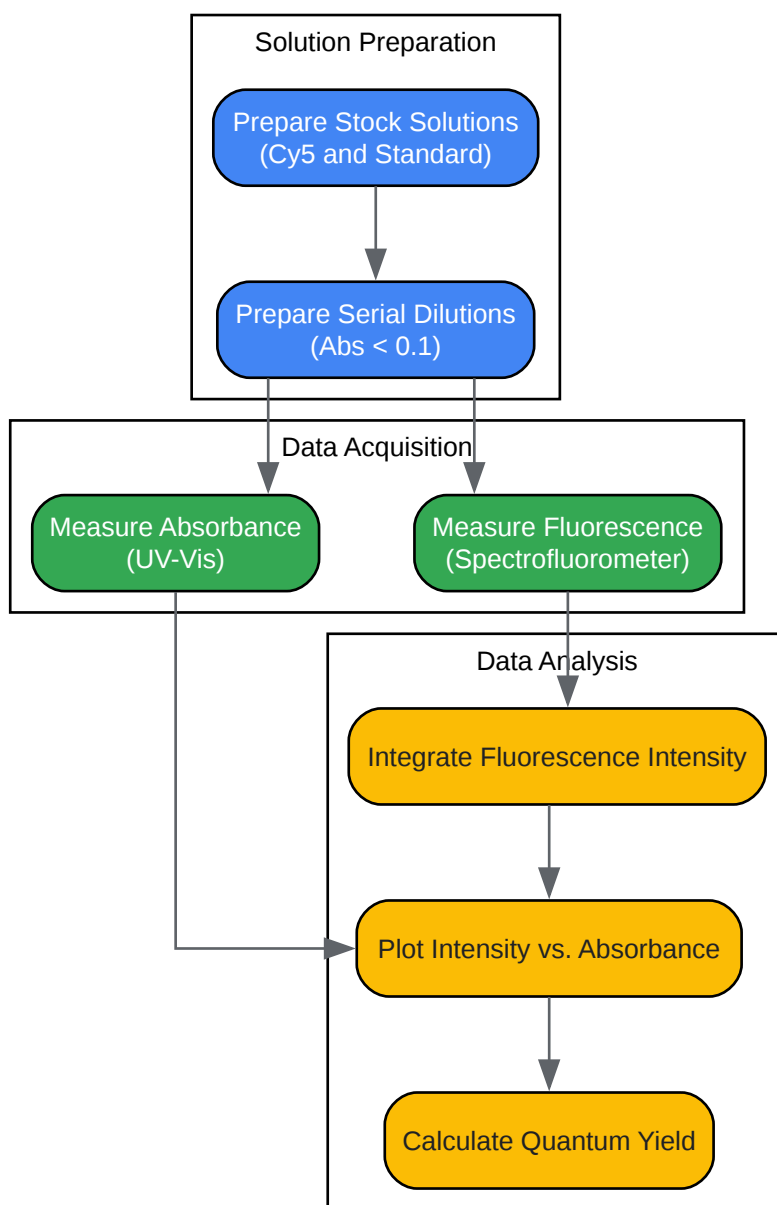 Solution Preparation
Prepare Stock Solutions
(Cy5 and Standard)
Prepare Serial Dilutions
(Abs < 0.1)
Data Acquisition
Measure Absorbance
(UV-Vis)
Measure Fluorescence
(Spectrofluorometer)
Data Analysis
Integrate Fluorescence Intensity
Plot Intensity vs. Absorbance
Calculate Quantum Yield